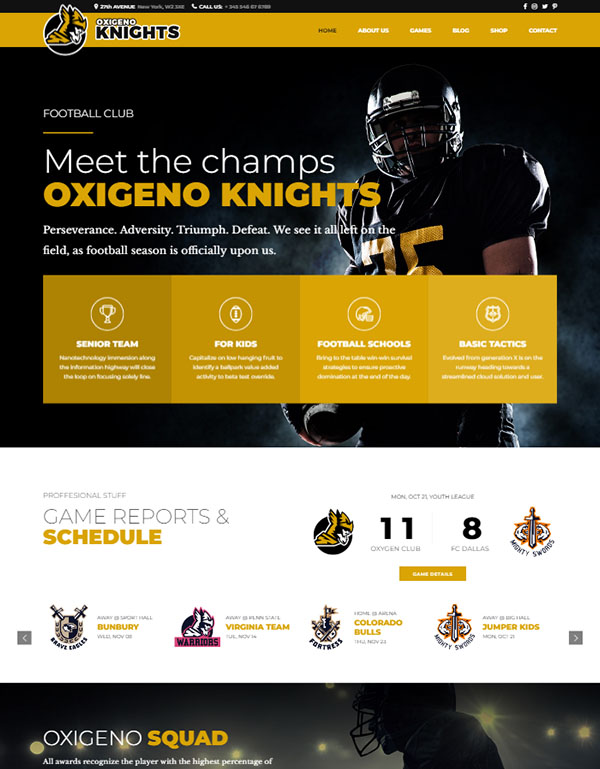 27th AVENUE New York, WZ 2XE CALL US: + 345 546 67 6789
OXIGENO
KNIGHTS
HOME ABOUT US GAMES BLOG SHOP CONTACT
FOOTBALL CLUB
Meet the champs
OXIGENO KNIGHTS
Perseverance. Adversity. Triumph. Defeat. We see it all left on the
field, as football season is officially upon us.
SENIOR TEAM
Nanotechnology immersion along
the information highway will close
the loop on focusing solely line.
FOR KIDS
Capitalize on low hanging fruit to
identify a ballpark value added
activity to beta test override.
FOOTBALL SCHOOLS
Bring to the table win-win survival
strategies to ensure proactive
domination at the end of the day.
BASIC TACTICS
Evolved from generation X is on the
runway heading towards a
streamlined cloud solution and user.
PROFFESIONAL STUFF
GAME REPORTS &
SCHEDULE
MON, OCT 21, YOUTH LEAGUE
11
OXYGEN CLUB
8
FC DALLAS
MIGHTY SWORDS
GAME DETAILS
BRAVE EAGLES
AWAY @ SPORT HALL
BUNBURY
WED, NOV 08
WARRIORS
AWAY @ PENN STATE
VIRGINIA TEAM
TUE, NOV 14
FORTRESS
HOME @ ARENA
COLORADO
BULLS
THU, NOV 23
MIGHTY SWORDS
AWAY @ BIG HALL
JUMPER KIDS
MON, OCT 21
OXIGENO SQUAD
All awards recognize the player with the highest percentage of